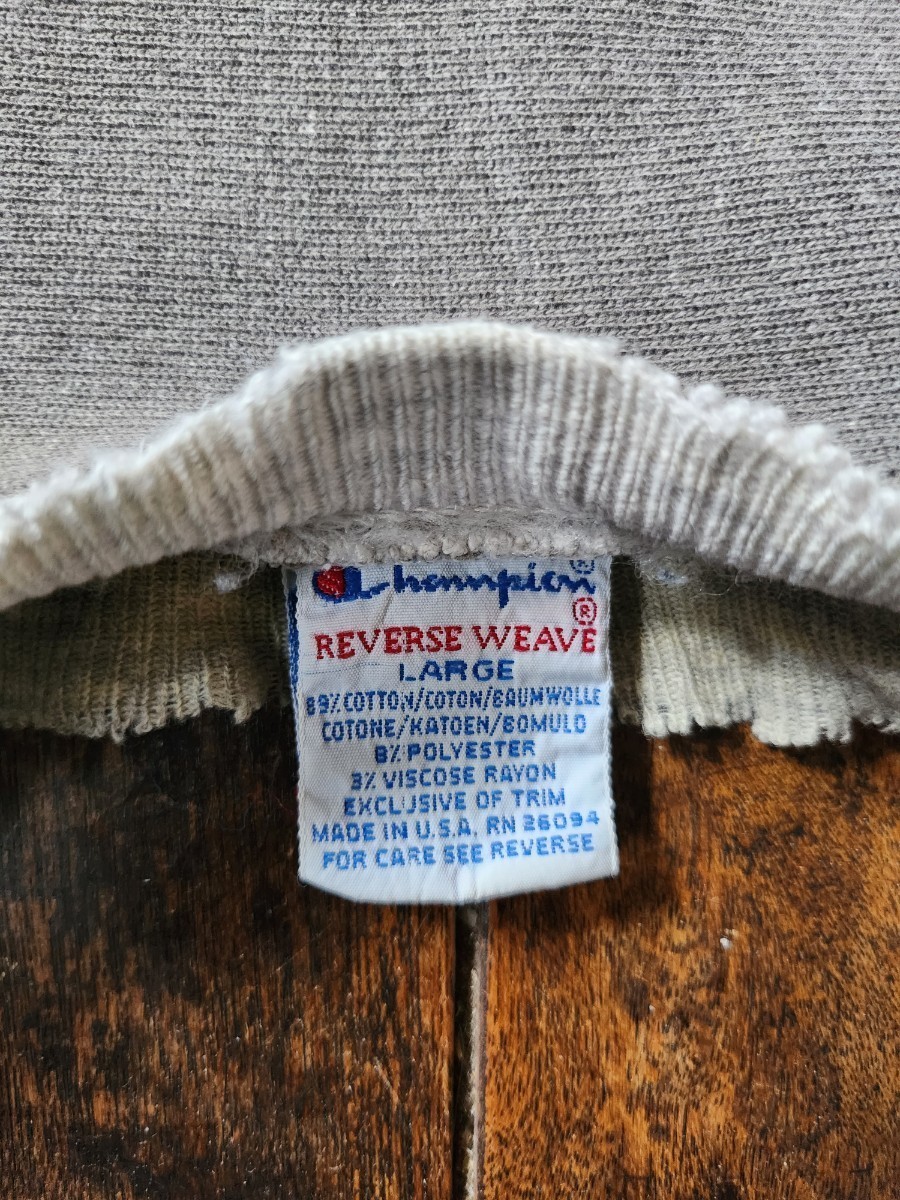 Champion®
REVERSE WEAVE®
LARGE
89% COTTON/COTON/BAUMWOLLE
COTONE/KATOEN/BOMULD
8% POLYESTER
3% VISCOSE RAYON
EXCLUSIVE OF TRIM
MADE IN U.S.A. RN 26094
FOR CARE SEE REVERSE